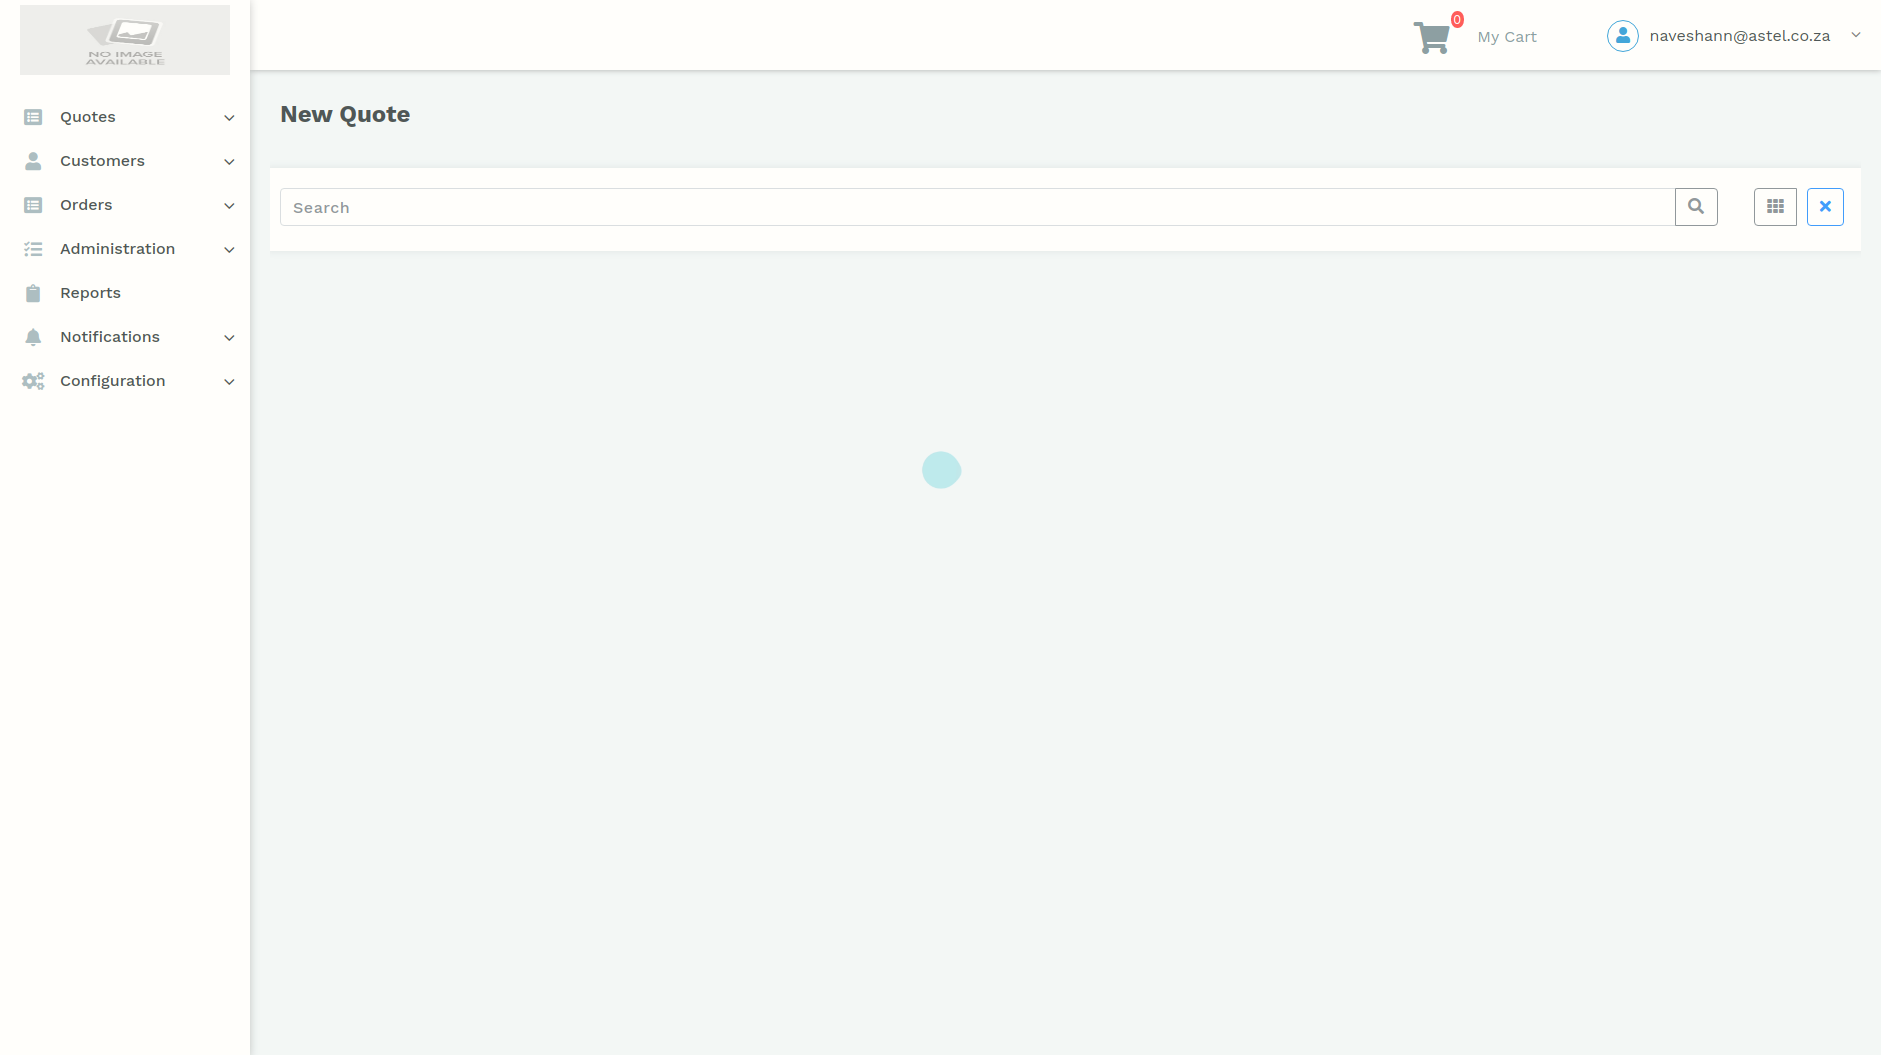 NO IMAGE
AVAILABLE
0
My Cart
naveshann@astel.co.za
Quotes
Customers
Orders
Administration
Reports
Notifications
Configuration
New Quote
Search